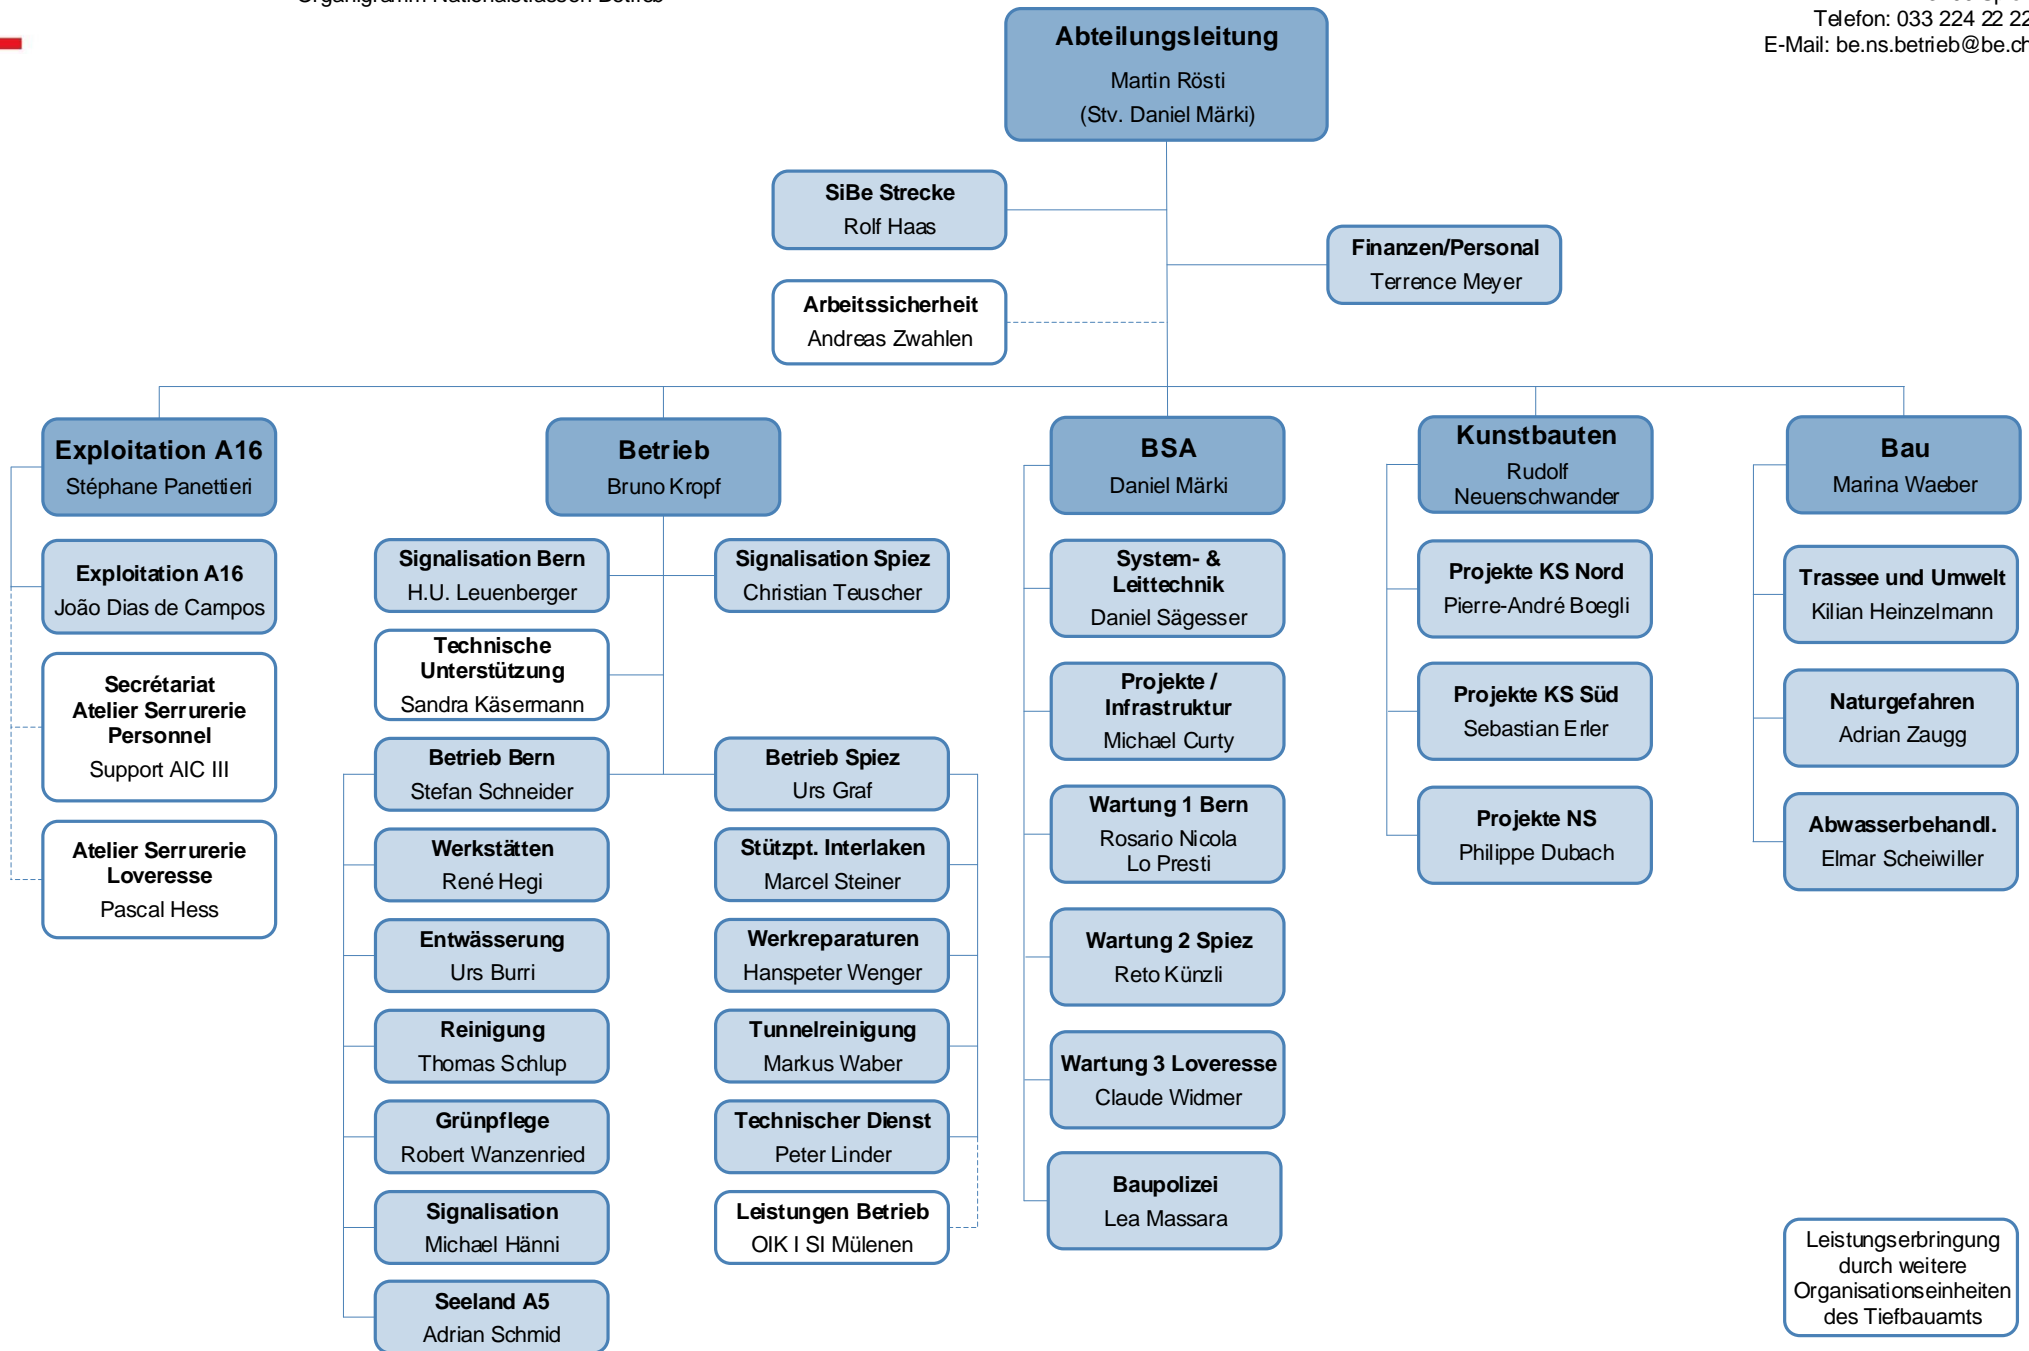 Organigramm Nationalstrassen Betrieb
Telefon: 033 224 22 22
E-Mail: be.ns.betrieb@be.ch
Abteilungsleitung
Martin Rösti
(Stv. Daniel Märki)
SiBe Strecke
Rolf Haas
Finanzen/Personal
Terrence Meyer
Arbeitssicherheit
Andreas Zwahlen
Exploitation A16
Stéphane Panettieri
Exploitation A16
João Dias de Campos
Secrétariat
Atelier Serrurerie
Personnel
Support AIC III
Atelier Serrurerie
Loveresse
Pascal Hess
Betrieb
Bruno Kropf
Signalisation Bern
H.U. Leuenberger
Signalisation Spiez
Christian Teuscher
Technische
Unterstützung
Sandra Käsermann
Betrieb Bern
Stefan Schneider
Werkstätten
René Hegi
Entwässerung
Urs Burri
Reinigung
Thomas Schlup
Grünpflege
Robert Wanzenried
Signalisation
Michael Hänni
Seeland A5
Adrian Schmid
Betrieb Spiez
Urs Graf
Stützpt. Interlaken
Marcel Steiner
Werkreparaturen
Hanspeter Wenger
Tunnelreinigung
Markus Waber
Technischer Dienst
Peter Linder
Leistungen Betrieb
OIK I SI Mülenen
BSA
Daniel Märki
System- &
Leittechnik
Daniel Sägesser
Projekte /
Infrastruktur
Michael Curty
Wartung 1 Bern
Rosario Nicola
Lo Presti
Wartung 2 Spiez
Reto Künzli
Wartung 3 Loveresse
Claude Widmer
Baupolizei
Lea Massara
Kunstbauten
Rudolf
Neuenschwander
Projekte KS Nord
Pierre-André Boegli
Projekte KS Süd
Sebastian Erler
Projekte NS
Philippe Dubach
Bau
Marina Waeber
Trassee und Umwelt
Kilian Heinzelmann
Naturgefahren
Adrian Zaugg
Abwasserbehandl.
Elmar Scheiwiller
Leistungserbringung
durch weitere
Organisationseinheiten
des Tiefbauamts